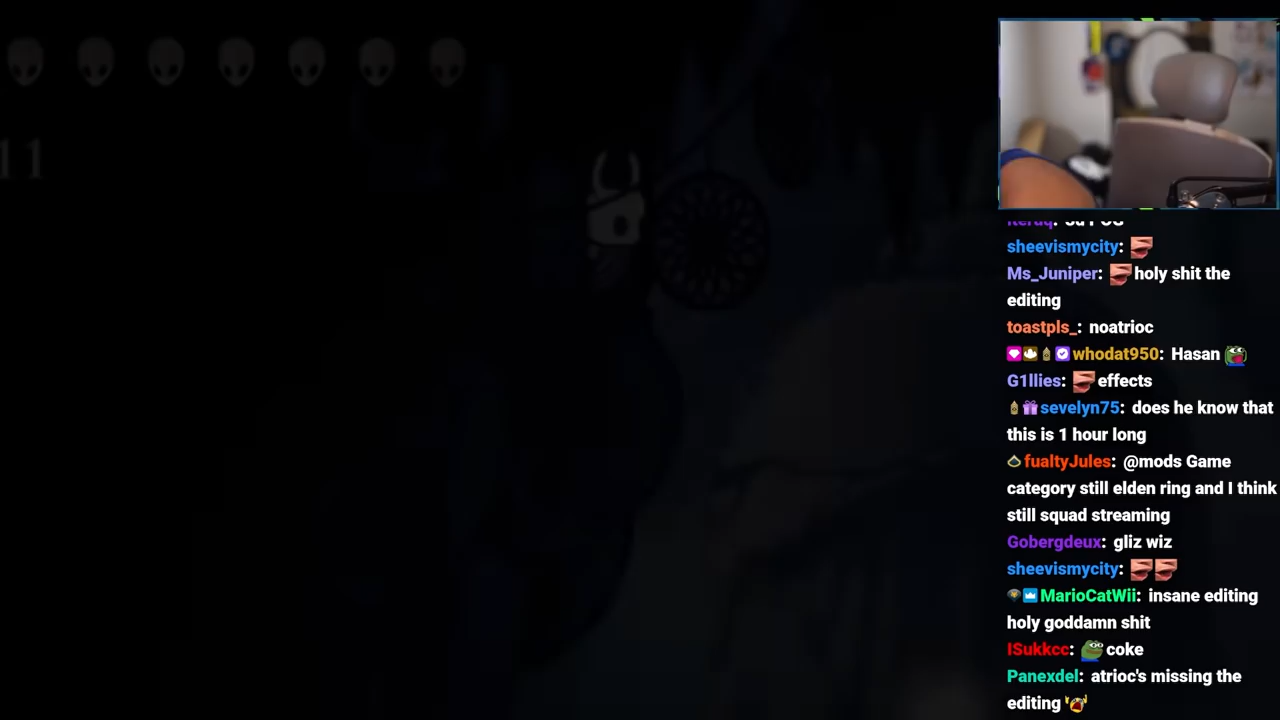 11
sheevismycity:
Ms_Juniper: holy shit the
editing
toastpls_: noatrioc
whodat950: Hasan
G1llies: effects
sevelyn75: does he know that
this is 1 hour long
fualtyJules: @mods Game
category still elden ring and I think
still squad streaming
Gobergdeux: gliz wiz
sheevismycity:
MarioCatWii: insane editing
holy goddamn shit
ISukkcc: coke
Panexdel: atrioc's missing the
editing